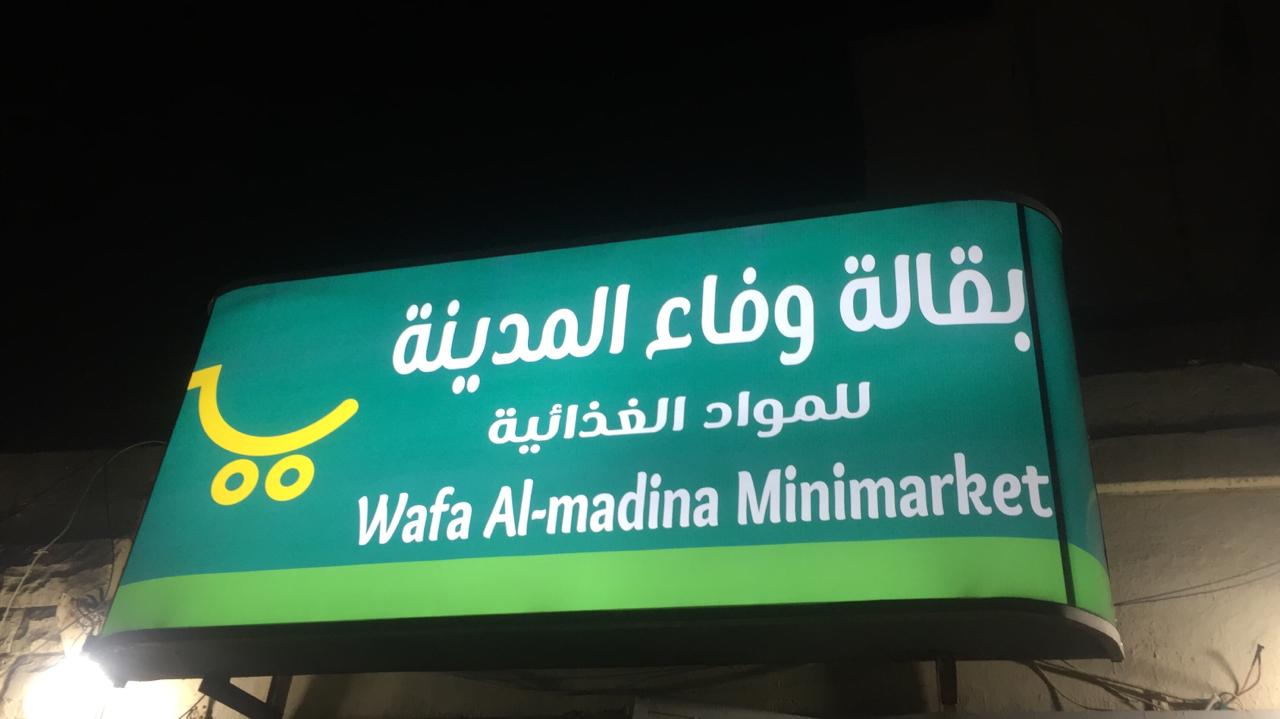 بقالة وفاء المدينة
للمواد الغذائية
Wafa Al-madina Minimarket